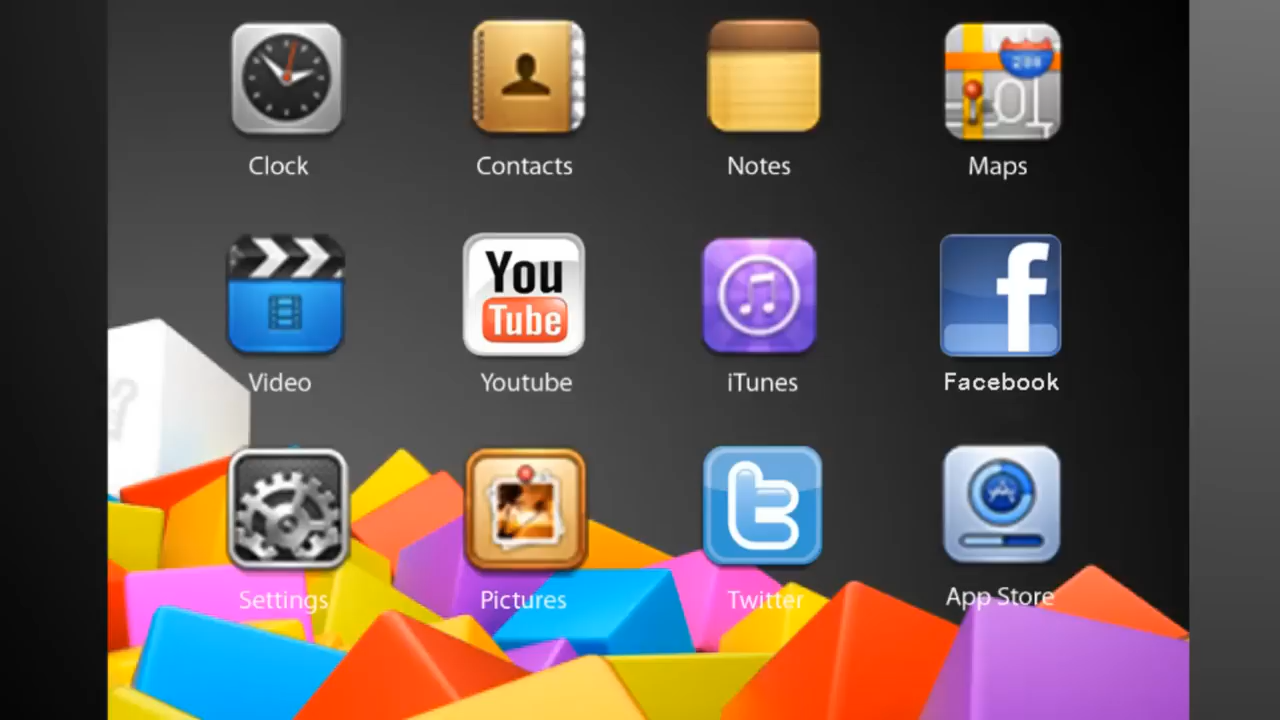 Clock
Contacts
Notes
Maps
You
Tube
f
Video
Youtube
iTunes
Facebook
t
Settings
Pictures
Twitter
App Store